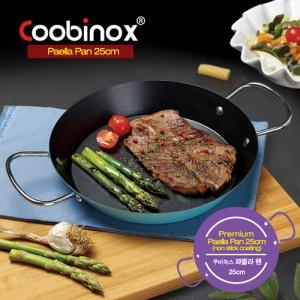 Coobinox®
Paella Pan 25cm
Premium
Paella Pan 25cm
(non stick coating)
쿠비녹스 파엘라 팬
25cm